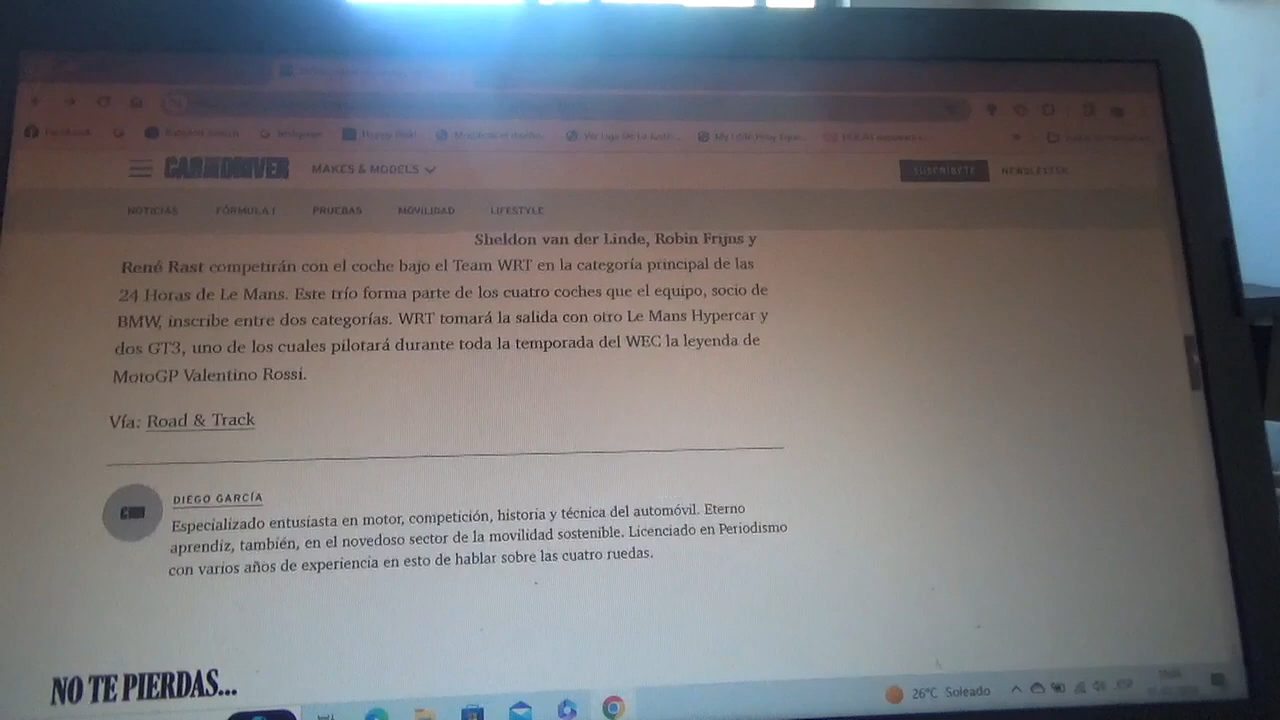 Facebook
Instagram
CAR AND DRIVER MAKES & MODELS SUSCRÍBETE NEWSLETTER
NOTICIAS FÓRMULA 1 PRUEBAS MOVILIDAD LIFESTYLE
Sheldon van der Linde, Robin Frijns y
René Rast competirán con el coche bajo el Team WRT en la categoría principal de las
24 Horas de Le Mans. Este trío forma parte de los cuatro coches que el equipo, socio de
BMW, inscribe entre dos categorías. WRT tomará la salida con otro Le Mans Hypercar y
dos GT3, uno de los cuales pilotará durante toda la temporada del WEC la leyenda de
MotoGP Valentino Rossi.
Vía: Road & Track
DIEGO GARCÍA
Especializado entusiasta en motor, competición, historia y técnica del automóvil. Eterno
aprendiz, también, en el novedoso sector de la movilidad sostenible. Licenciado en Periodismo
con varios años de experiencia en esto de hablar sobre las cuatro ruedas.
NO TE PIERDAS...
26°C Soleado